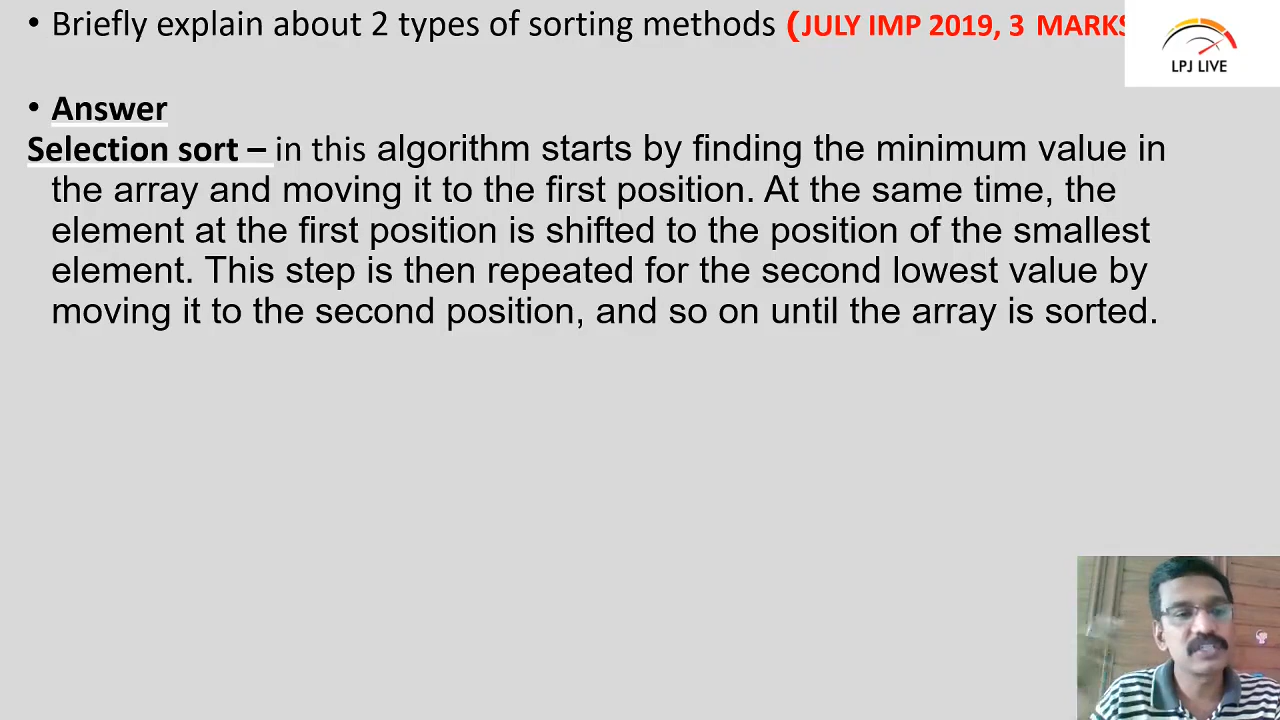 • Briefly explain about 2 types of sorting methods (JULY IMP 2019, 3 MARKS
LPJ LIVE
• Answer
Selection sort – in this algorithm starts by finding the minimum value in
the array and moving it to the first position. At the same time, the
element at the first position is shifted to the position of the smallest
element. This step is then repeated for the second lowest value by
moving it to the second position, and so on until the array is sorted.